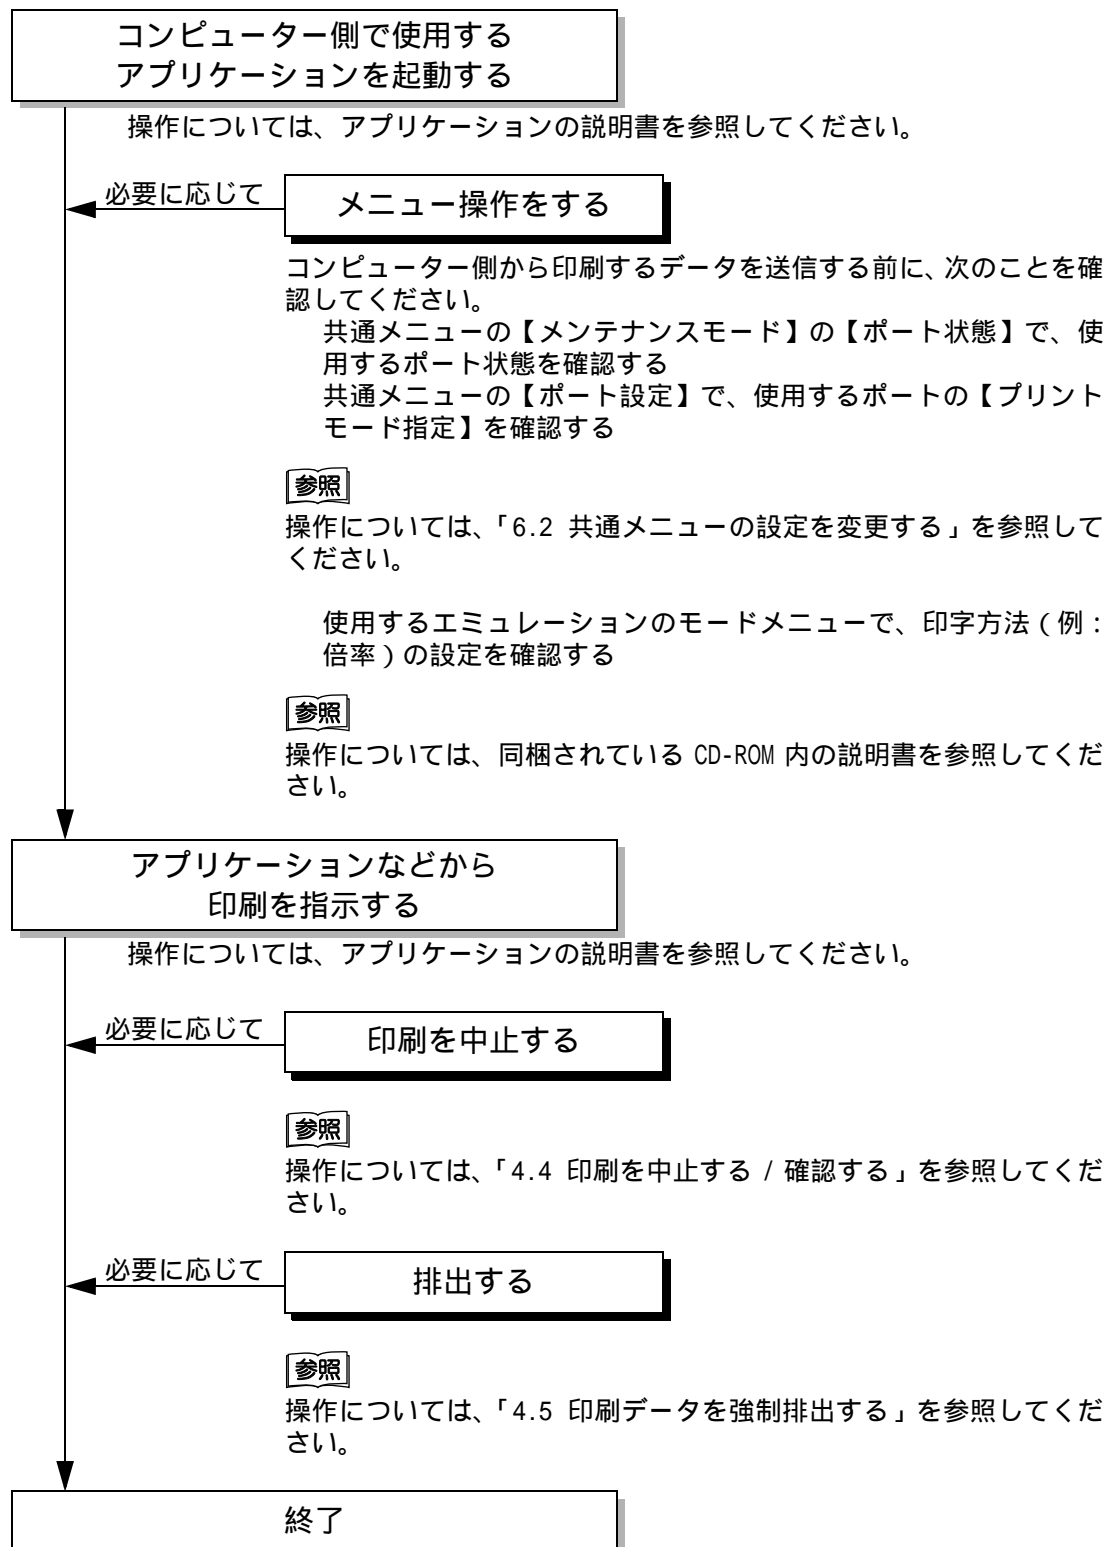 コンピューター側で使用する
アプリケーションを起動する
操作については、アプリケーションの説明書を参照してください。
必要に応じて
メニュー操作をする
コンピューター側から印刷するデータを送信する前に、次のことを確
認してください。
共通メニューの【メンテナンスモード】の【ポート状態】で、使
用するポート状態を確認する
共通メニューの【ポート設定】で、使用するポートの【プリント
モード指定】を確認する
参照
操作については、「6.2 共通メニューの設定を変更する」を参照して
ください。
使用するエミュレーションのモードメニューで、印字方法（例：
倍率）の設定を確認する
参照
操作については、同梱されている CD-ROM 内の説明書を参照してくだ
さい。
アプリケーションなどから
印刷を指示する
操作については、アプリケーションの説明書を参照してください。
必要に応じて
印刷を中止する
参照
操作については、「4.4 印刷を中止する / 確認する」を参照してくだ
さい。
必要に応じて
排出する
参照
操作については、「4.5 印刷データを強制排出する」を参照してくだ
さい。
終了